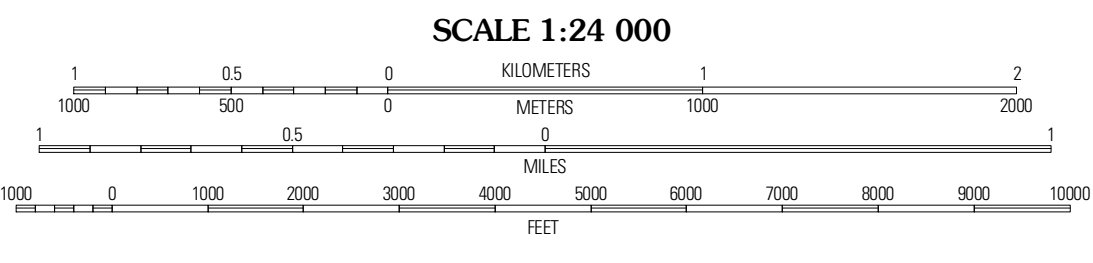 SCALE 1:24 000
1 0.5 0 KILOMETERS 1 2
1000 500 0 METERS 1000 2000
1 0.5 0 1
MILES
1000 0 1000 2000 3000 4000 5000 6000 7000 8000 9000 10000
FEET